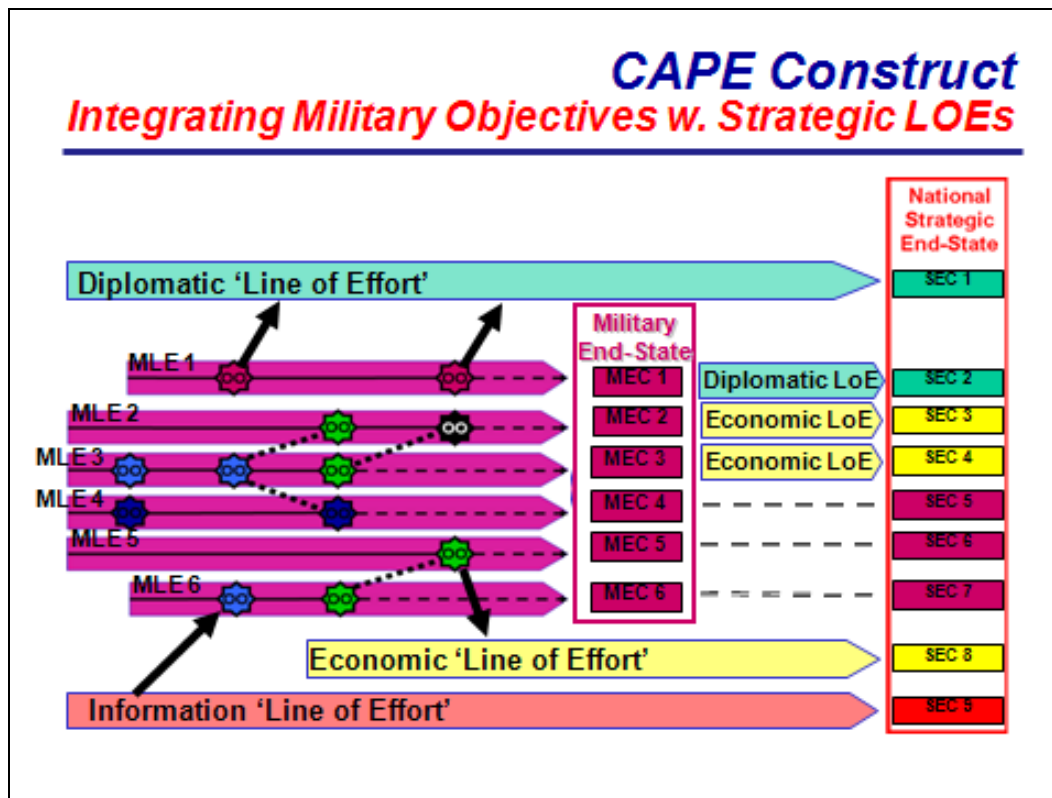 CAPE Construct
Integrating Military Objectives w. Strategic LOEs
National
Strategic
End-State
Diplomatic ‘Line of Effort’
SEC 1
Military
End-State
MLE 1
MEC 1
Diplomatic LoE
SEC 2
MLE 2
MEC 2
Economic LoE
SEC 3
MLE 3
MEC 3
Economic LoE
SEC 4
MLE 4
MEC 4
SEC 5
MLE 5
MEC 5
SEC 6
MLE 6
MEC 6
SEC 7
Economic ‘Line of Effort’
SEC 8
Information ‘Line of Effort’
SEC 9